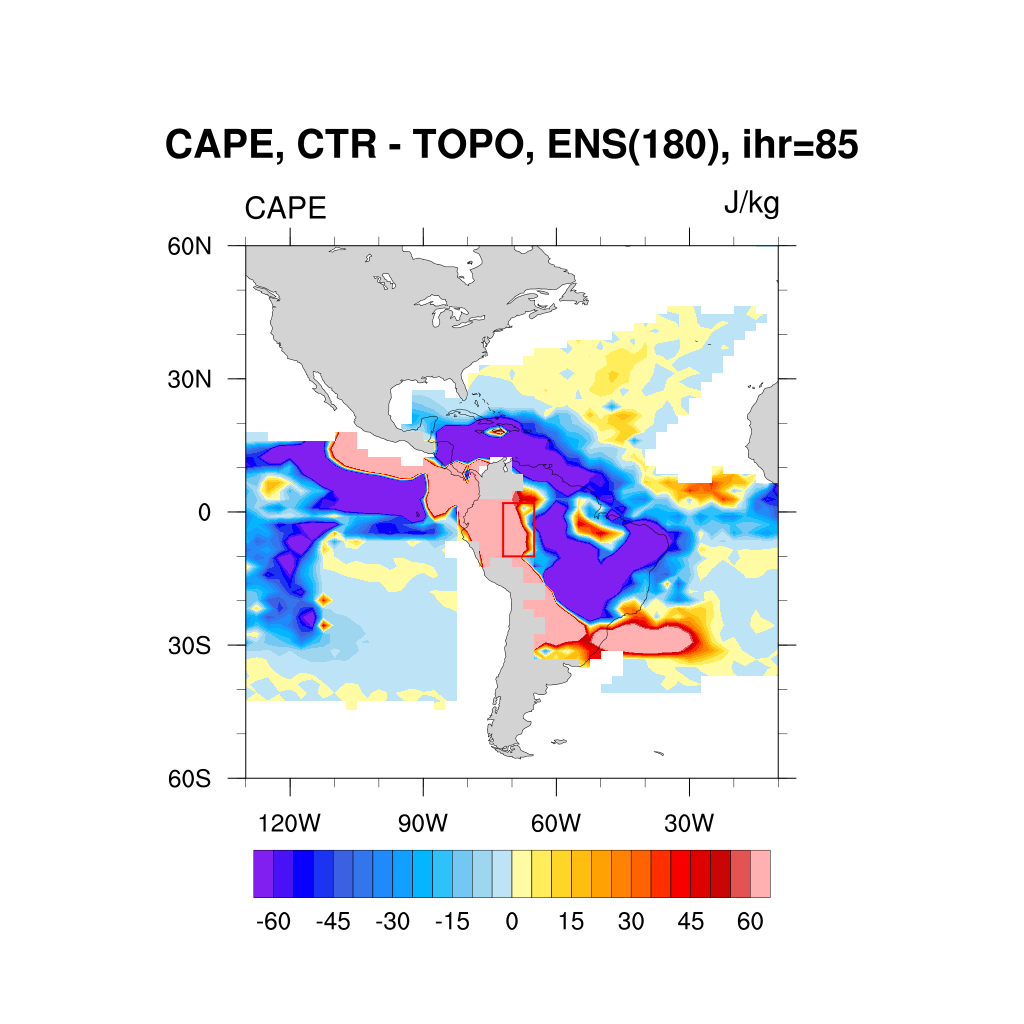 CAPE, CTR - TOPO, ENS(180), ihr=85
CAPE J/kg
60N
30N
0
30S
60S
120W 90W 60W 30W
-60 -45 -30 -15 0 15 30 45 60